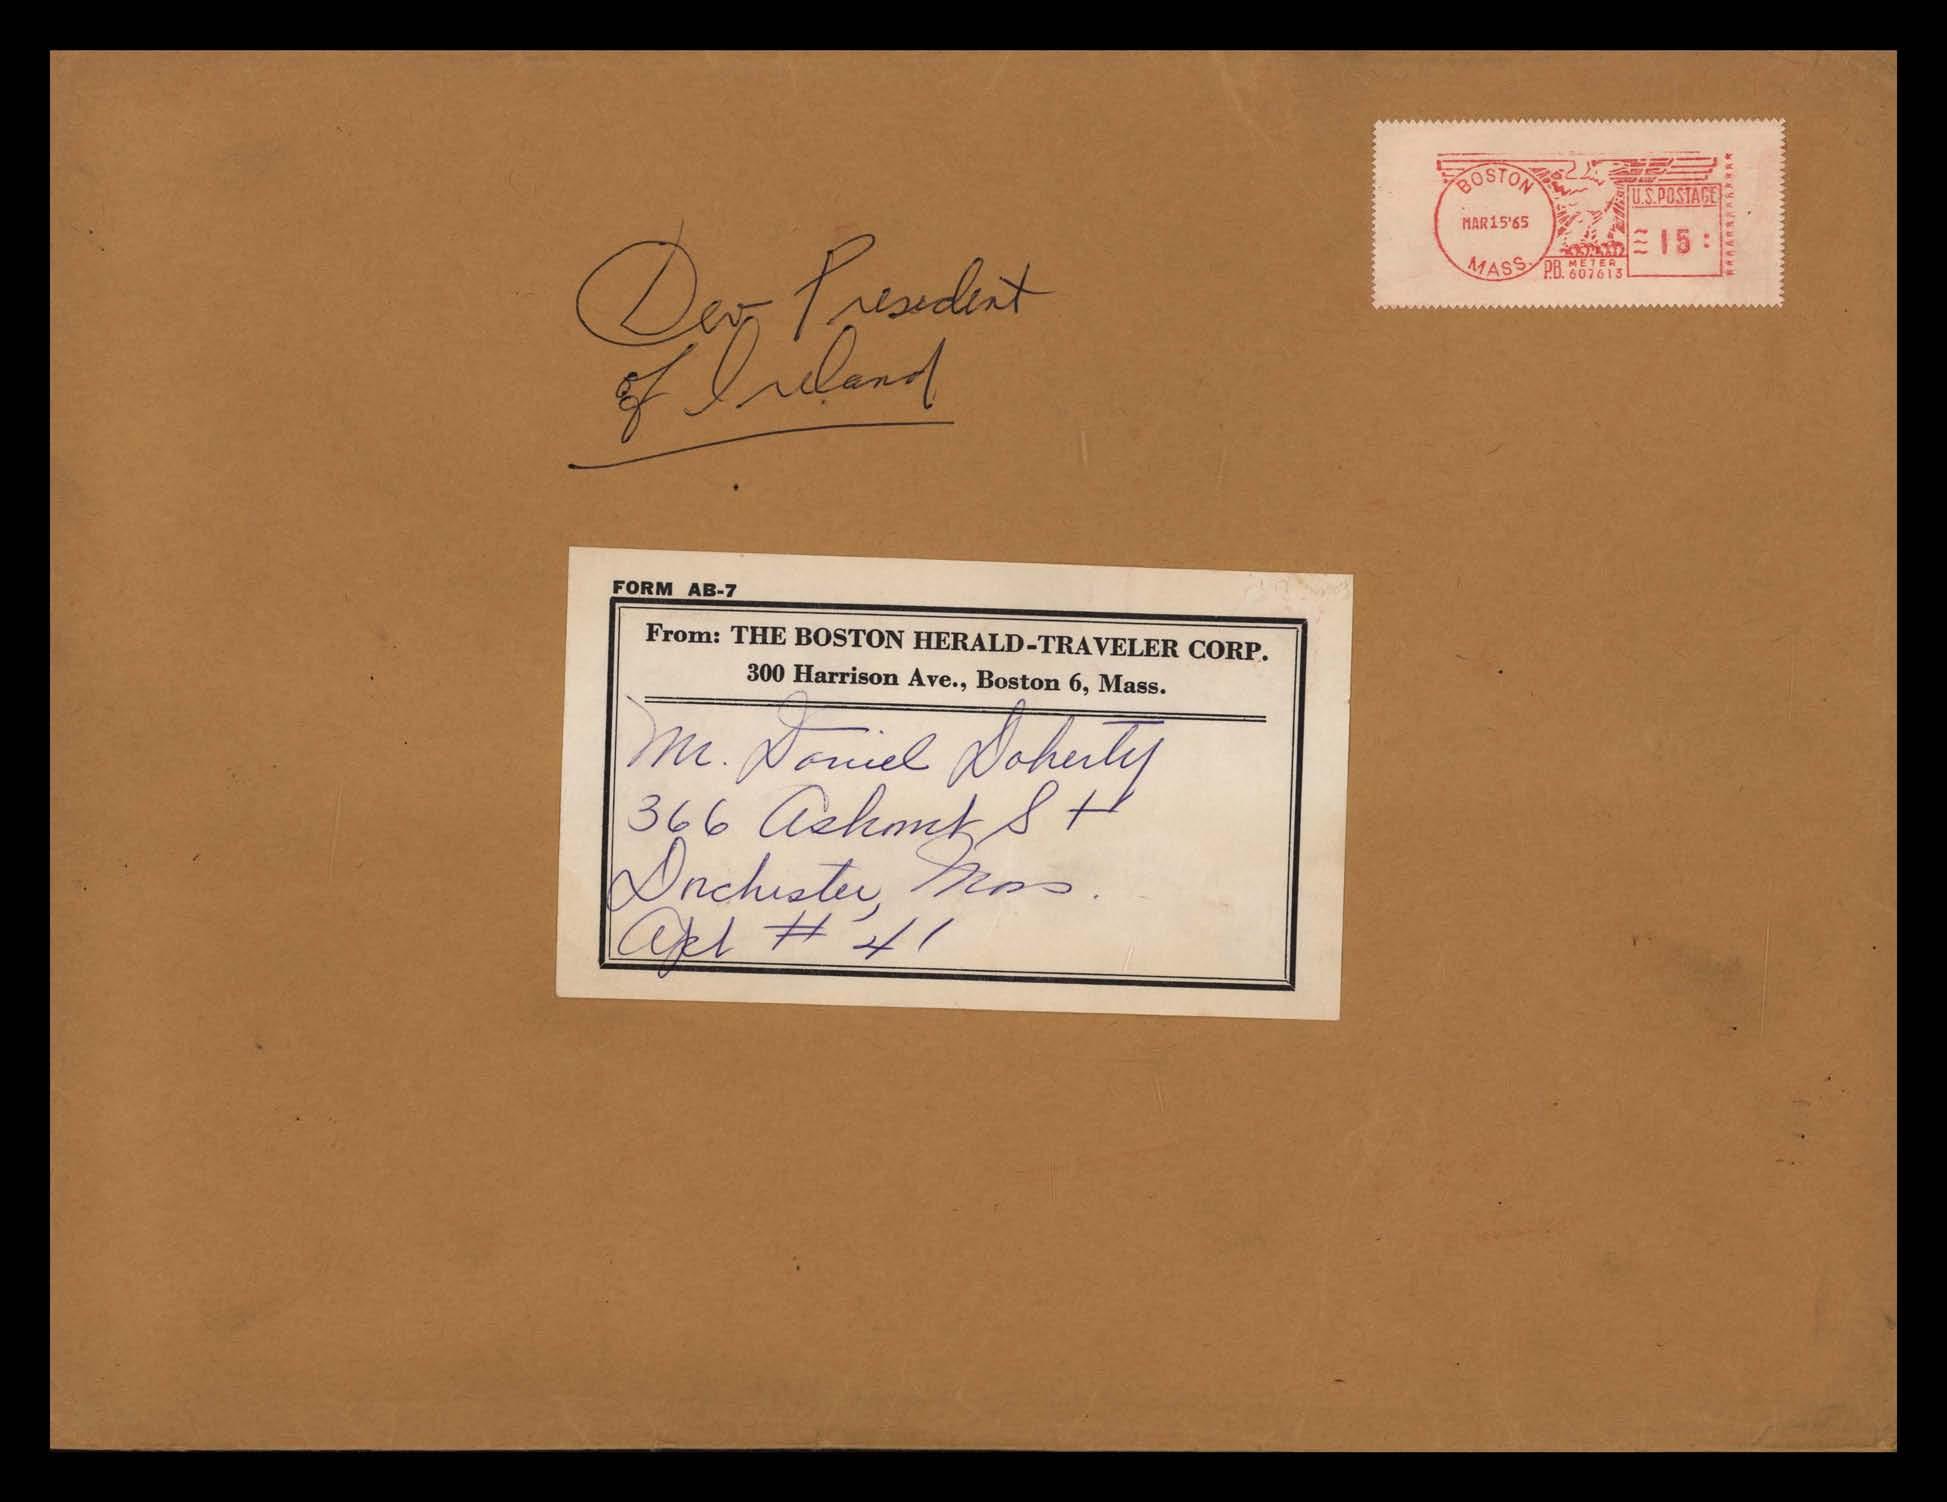 BOSTON
MAR 15 '65
MASS.
U.S. POSTAGE
15
P.B. METER
607613
Dev President
of Ireland
FORM AB-7
From: THE BOSTON HERALD-TRAVELER CORP.
300 Harrison Ave., Boston 6, Mass.
Mr. Daniel Doherty
366 Ashmont St
Dorchester, Mass.
Apt # 41